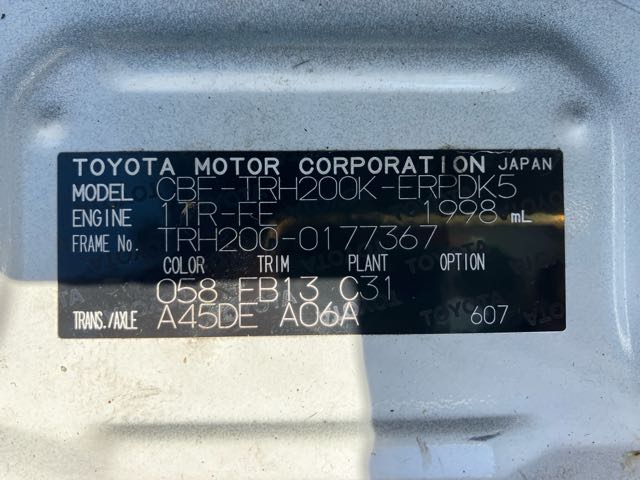 TOYOTA MOTOR CORPORATION JAPAN
MODEL CBF-TRH200K-ERPDK5
ENGINE 1TR-FE 1998 mL
FRAME No. TRH200-0177367
COLOR TRIM PLANT OPTION
058 FB13 C31
TRANS./AXLE A45DE A06A 607